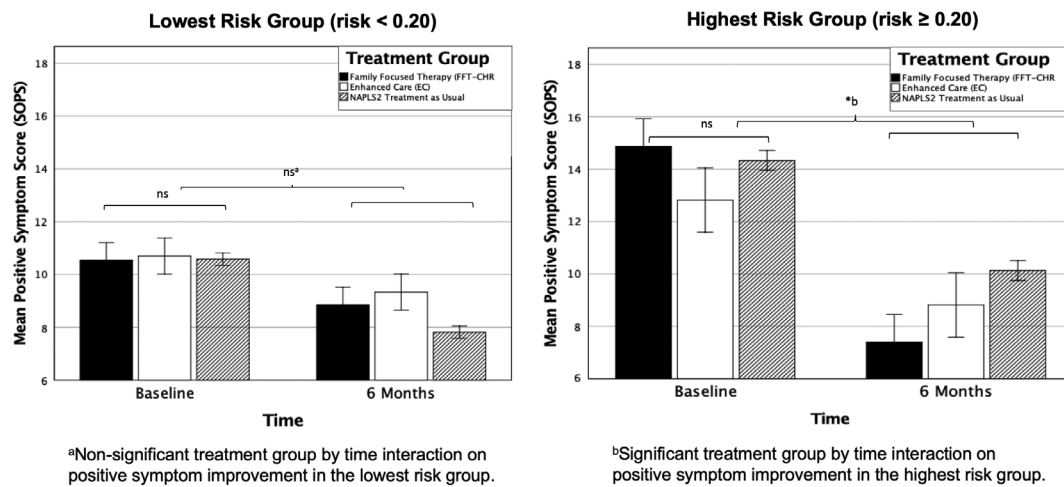 Lowest Risk Group (risk < 0.20)
Mean Positive Symptom Score (SOPS)
18
16
14
12
10
8
6
Treatment Group
Family Focused Therapy (FFT-CHR
Enhanced Care (EC)
NAPLS2 Treatment as Usual
ns
nsᵃ
Baseline
6 Months
Time
ᵃNon-significant treatment group by time interaction on
positive symptom improvement in the lowest risk group.
Highest Risk Group (risk ≥ 0.20)
Mean Positive Symptom Score (SOPS)
18
16
14
12
10
8
6
Treatment Group
Family Focused Therapy (FFT-CHR
Enhanced Care (EC)
NAPLS2 Treatment as Usual
ns
*b
Baseline
6 Months
Time
ᵇSignificant treatment group by time interaction on
positive symptom improvement in the highest risk group.